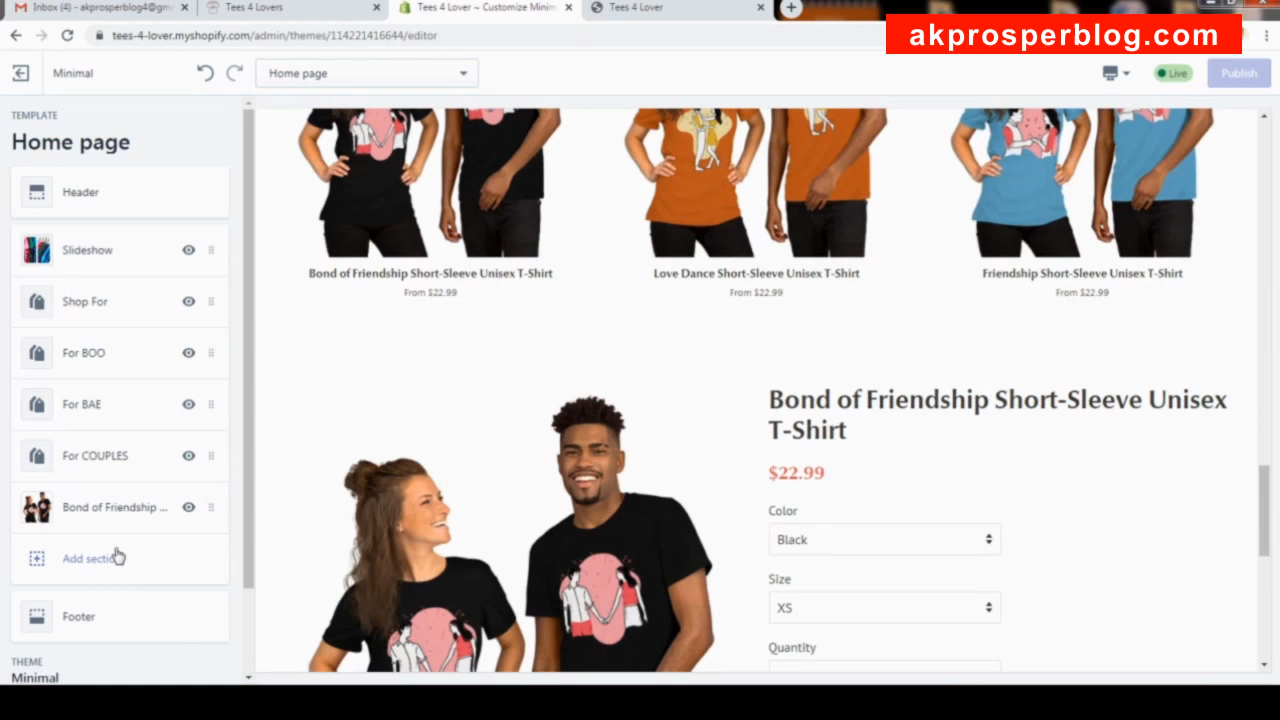 Inbox (4) - akprosperblog4@gm
Tees 4 Lovers
Tees 4 Lover ~ Customize Minim
Tees 4 Lover
tees-4-lover.myshopify.com/admin/themes/114221416644/editor
akprosperblog.com
Minimal
Home page
Live
Publish
TEMPLATE
Home page
Header
Slideshow
Shop For
For BOO
For BAE
For COUPLES
Bond of Friendship ...
Add section
Footer
THEME
Minimal
Bond of Friendship Short-Sleeve Unisex T-Shirt
From $22.99
Love Dance Short-Sleeve Unisex T-Shirt
From $22.99
Friendship Short-Sleeve Unisex T-Shirt
From $22.99
Bond of Friendship Short-Sleeve Unisex
T-Shirt
$22.99
Color
Black
Size
XS
Quantity